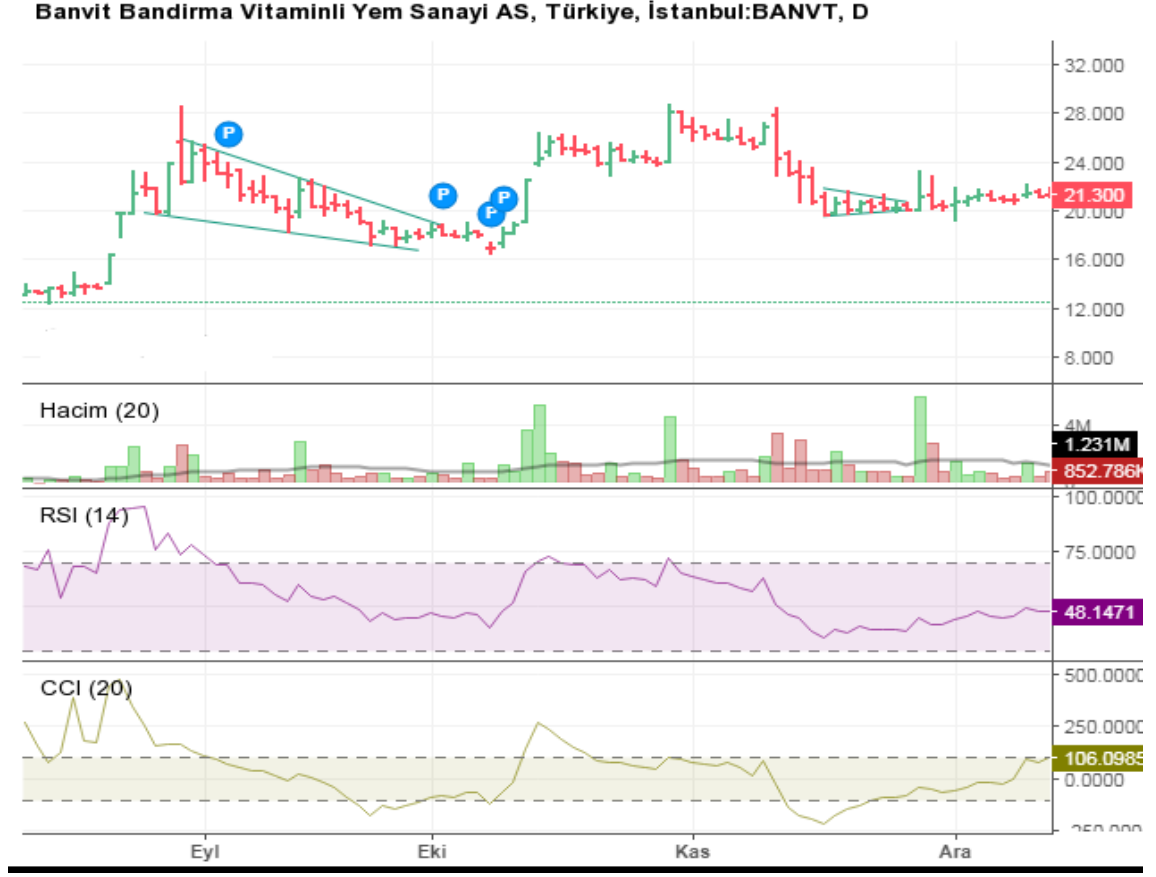 Banvit Bandirma Vitaminli Yem Sanayi AS, Türkiye, İstanbul:BANVT, D
32.000
28.000
P
24.000
P
P
P
21.300
20.000
16.000
12.000
8.000
Hacim (20)
4M
1.231M
852.786K
100.0000
RSI (14)
75.0000
48.1471
CCI (20)
500.0000
250.0000
106.0985
0.0000
Eyl
Eki
Kas
Ara